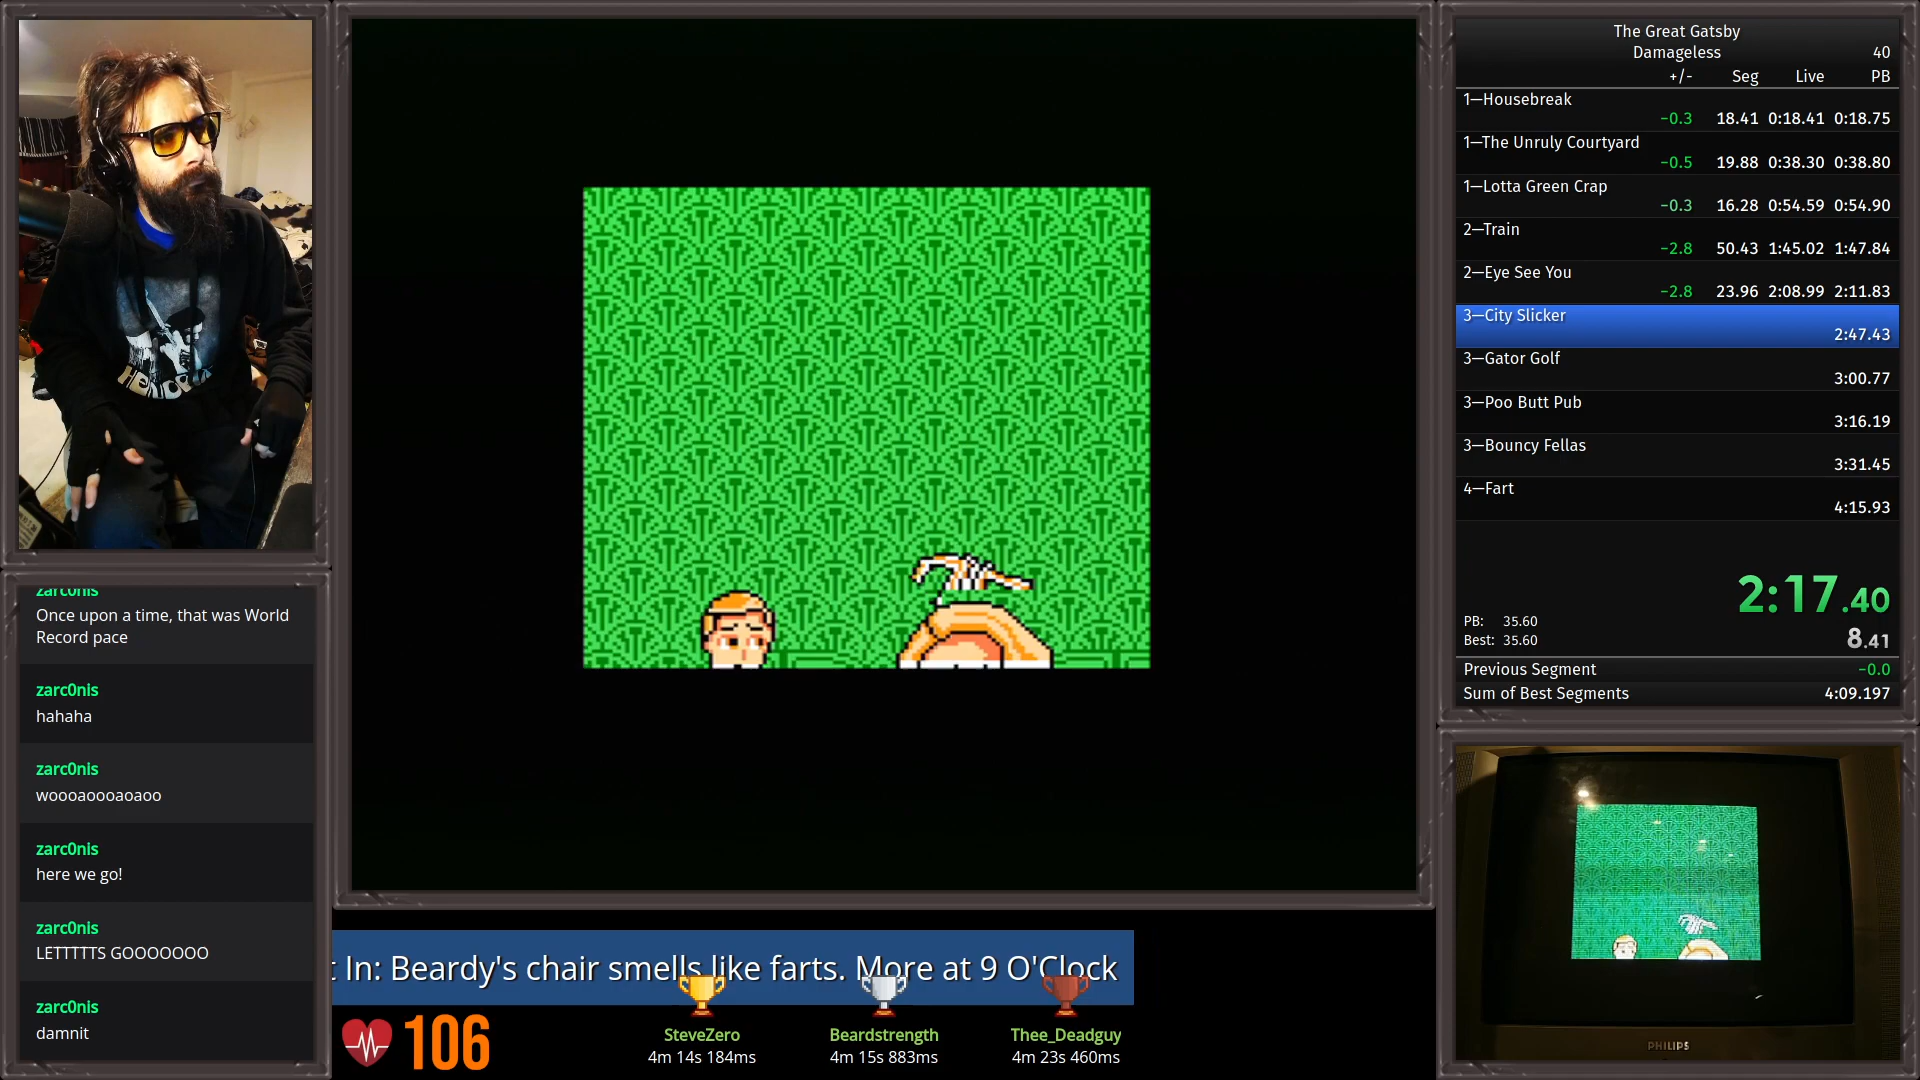 zarc0nis
Once upon a time, that was World
Record pace
zarc0nis
hahaha
zarc0nis
woooaoooaoaoo
zarc0nis
here we go!
zarc0nis
LETTTTTS GOOOOOOO
zarc0nis
damnit
t In: Beardy's chair smells like farts. More at 9 O'Clock
106
SteveZero
4m 14s 184ms
Beardstrength
4m 15s 883ms
Thee_Deadguy
4m 23s 460ms
The Great Gatsby
Damageless 40
+/- Seg Live PB
1—Housebreak
−0.3 18.41 0:18.41 0:18.75
1—The Unruly Courtyard
−0.5 19.88 0:38.30 0:38.80
1—Lotta Green Crap
−0.3 16.28 0:54.59 0:54.90
2—Train
−2.8 50.43 1:45.02 1:47.84
2—Eye See You
−2.8 23.96 2:08.99 2:11.83
3—City Slicker
2:47.43
3—Gator Golf
3:00.77
3—Poo Butt Pub
3:16.19
3—Bouncy Fellas
3:31.45
4—Fart
4:15.93
2:17.40
PB: 35.60
Best: 35.60
8.41
Previous Segment −0.0
Sum of Best Segments 4:09.197
PHILIPS